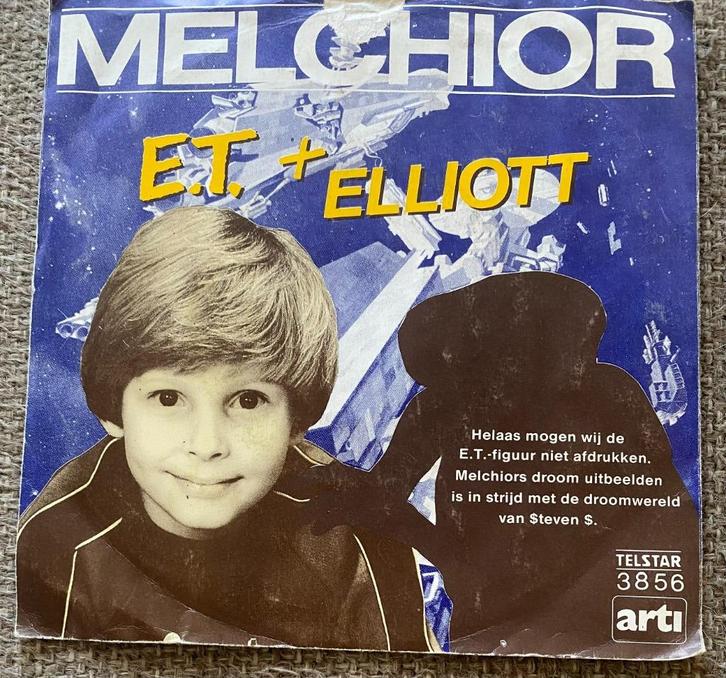 MELCHIOR
E.T. + ELLIOTT
Helaas mogen wij de
E.T.-figuur niet afdrukken.
Melchiors droom uitbeelden
is in strijd met de droomwereld
van $teven $.
TELSTAR
3856
arti